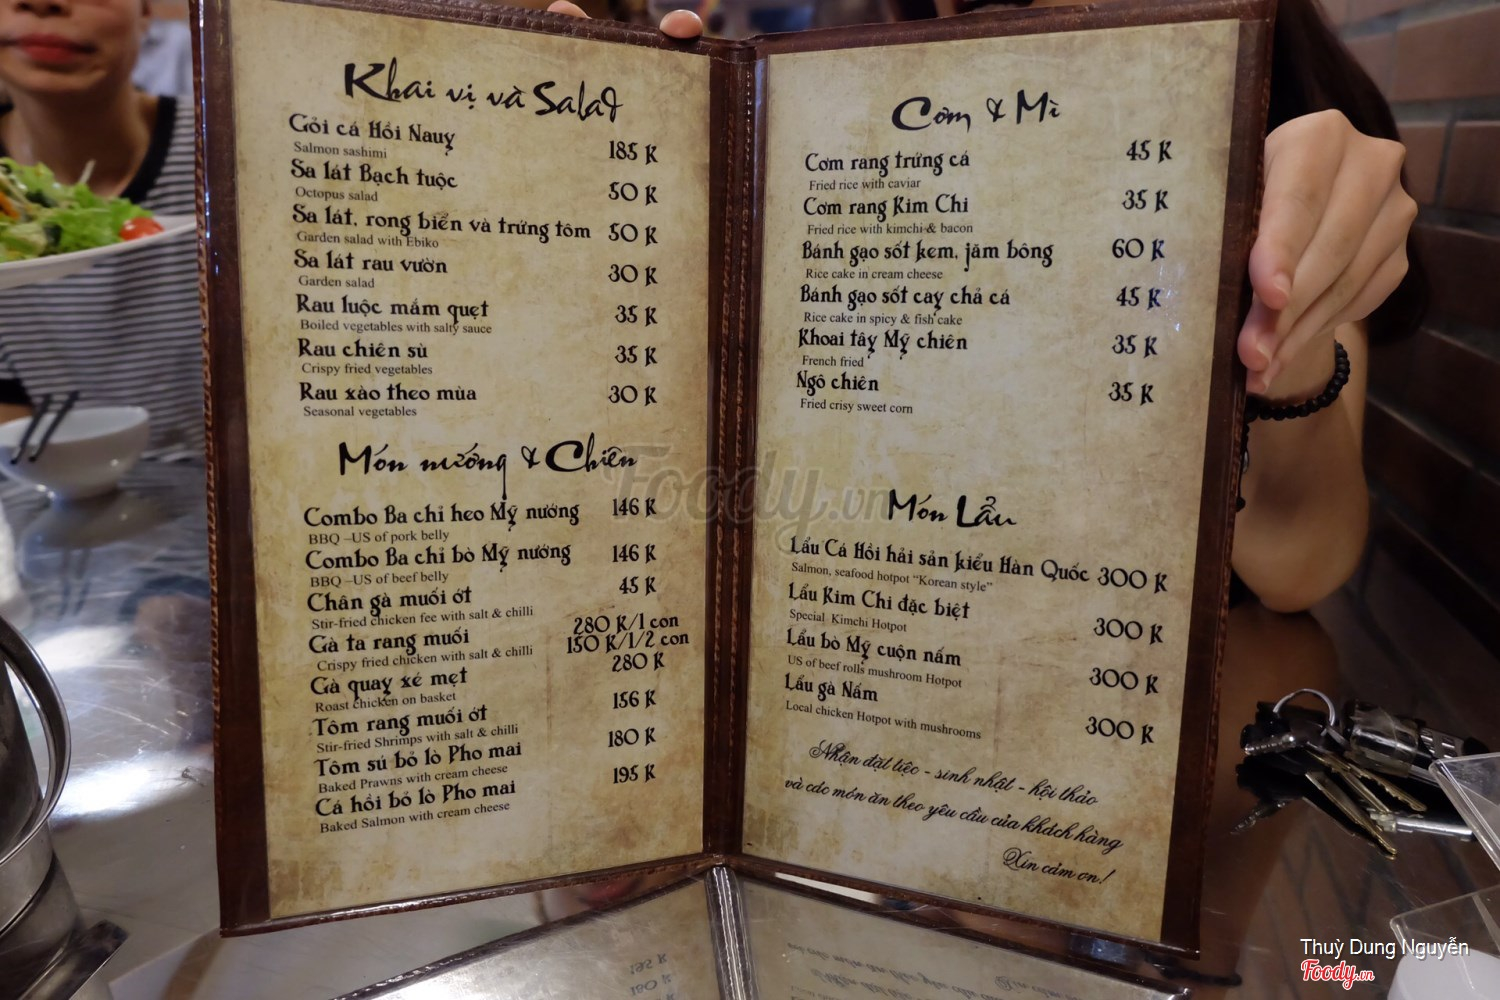 Khai vị và Salad
Gỏi cá Hồi Nauy 185 K
Salmon sashimi
Sa lát Bạch tuộc 50 K
Octopus salad
Sa lát, rong biển và trứng tôm 50 K
Garden salad with Ebiko
Sa lát rau vườn 30 K
Garden salad
Rau luộc mắm quẹt 35 K
Boiled vegetables with salty sauce
Rau chiên sù 35 K
Crispy fried vegetables
Rau xào theo mùa 30 K
Seasonal vegetables
Món nướng & Chiên
Combo Ba chỉ heo Mỹ nướng 146 K
BBQ –US of pork belly
Combo Ba chỉ bò Mỹ nướng 146 K
BBQ –US of beef belly
Chân gà muối ớt 45 K
Stir-fried chicken fee with salt & chilli
Gà ta rang muối 280 K/1 con
150 K/1/2 con
Crispy fried chicken with salt & chilli
Gà quay xé mẹt 280 K
Roast chicken on basket
Tôm rang muối ớt 156 K
Stir-fried Shrimps with salt & chilli
Tôm sú bỏ lò Pho mai 180 K
Baked Prawns with cream cheese
Cá hồi bỏ lò Pho mai 195 K
Baked Salmon with cream cheese
Cơm & Mì
Cơm rang trứng cá 45 K
Fried rice with caviar
Cơm rang Kim Chi 35 K
Fried rice with kimchi & bacon
Bánh gạo sốt kem, jăm bông 60 K
Rice cake in cream cheese
Bánh gạo sốt cay chả cá 45 K
Rice cake in spicy & fish cake
Khoai tây Mỹ chiên 35 K
French fried
Ngô chiên 35 K
Fried crisy sweet corn
Món Lẩu
Lẩu Cá Hồi hải sản kiểu Hàn Quốc 300 K
Salmon, seafood hotpot “Korean style”
Lẩu Kim Chi đặc biệt 300 K
Special Kimchi Hotpot
Lẩu bò Mỹ cuộn nấm 300 K
US of beef rolls mushroom Hotpot
Lẩu gà Nấm 300 K
Local chicken Hotpot with mushrooms
Nhận đặt tiệc - sinh nhật - hội thảo
và các món ăn theo yêu cầu của khách hàng
Xin cảm ơn!
Foody.vn
Thuỳ Dung Nguyễn
Foody.vn